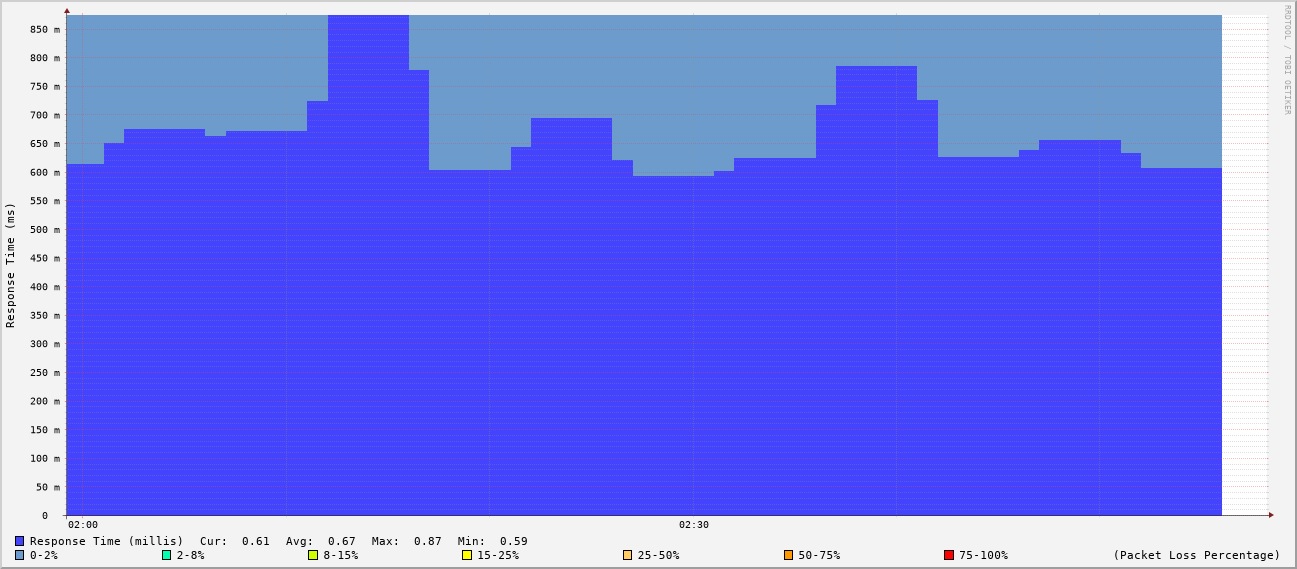 RRDTOOL / TOBI OETIKER
Response Time (ms)
850 m
800 m
750 m
700 m
650 m
600 m
550 m
500 m
450 m
400 m
350 m
300 m
250 m
200 m
150 m
100 m
50 m
0
02:00 02:30
Response Time (millis) Cur: 0.61 Avg: 0.67 Max: 0.87 Min: 0.59
0-2% 2-8% 8-15% 15-25% 25-50% 50-75% 75-100% (Packet Loss Percentage)